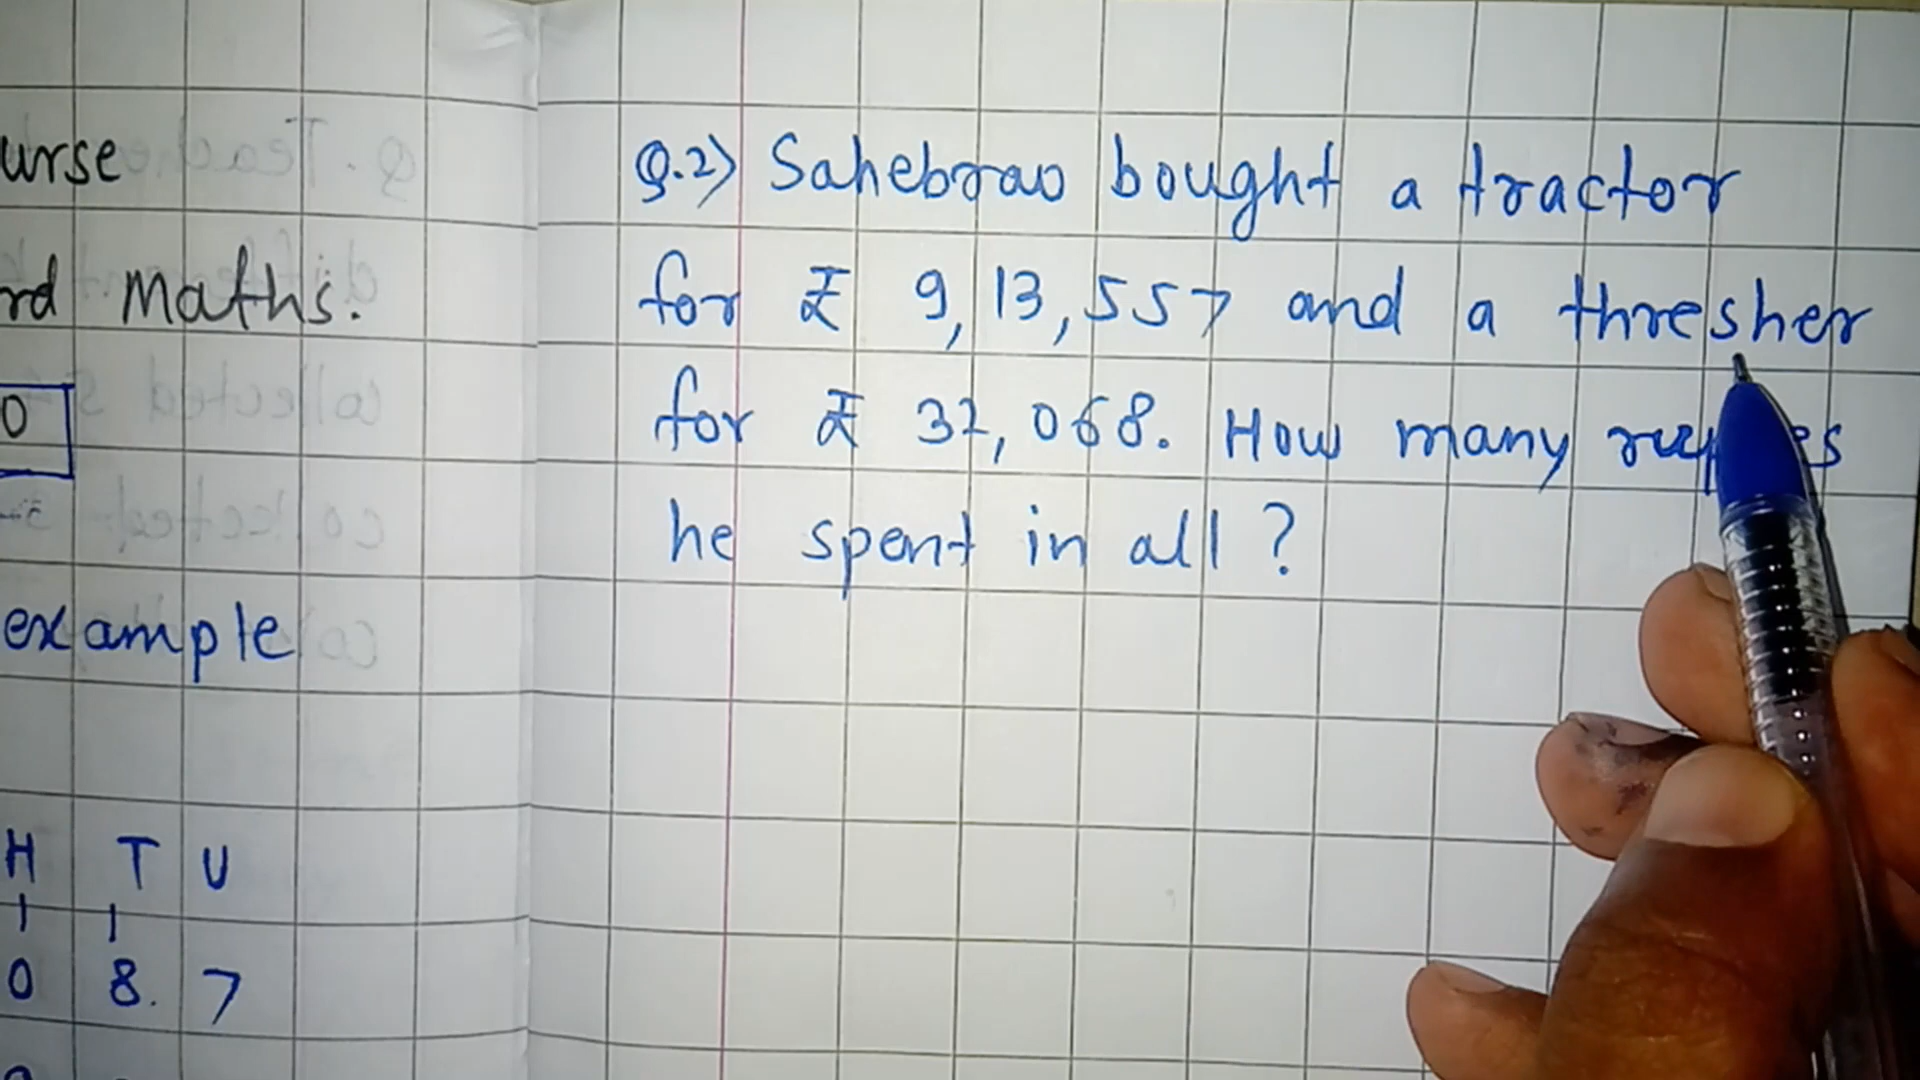 urse
rd maths.
0
example
H T U
1 1
0 8. 7
Q.2) Sahebrao bought a tractor
for ₹ 9,13,557 and a thresher
for ₹ 32,068. How many
he spent in all?